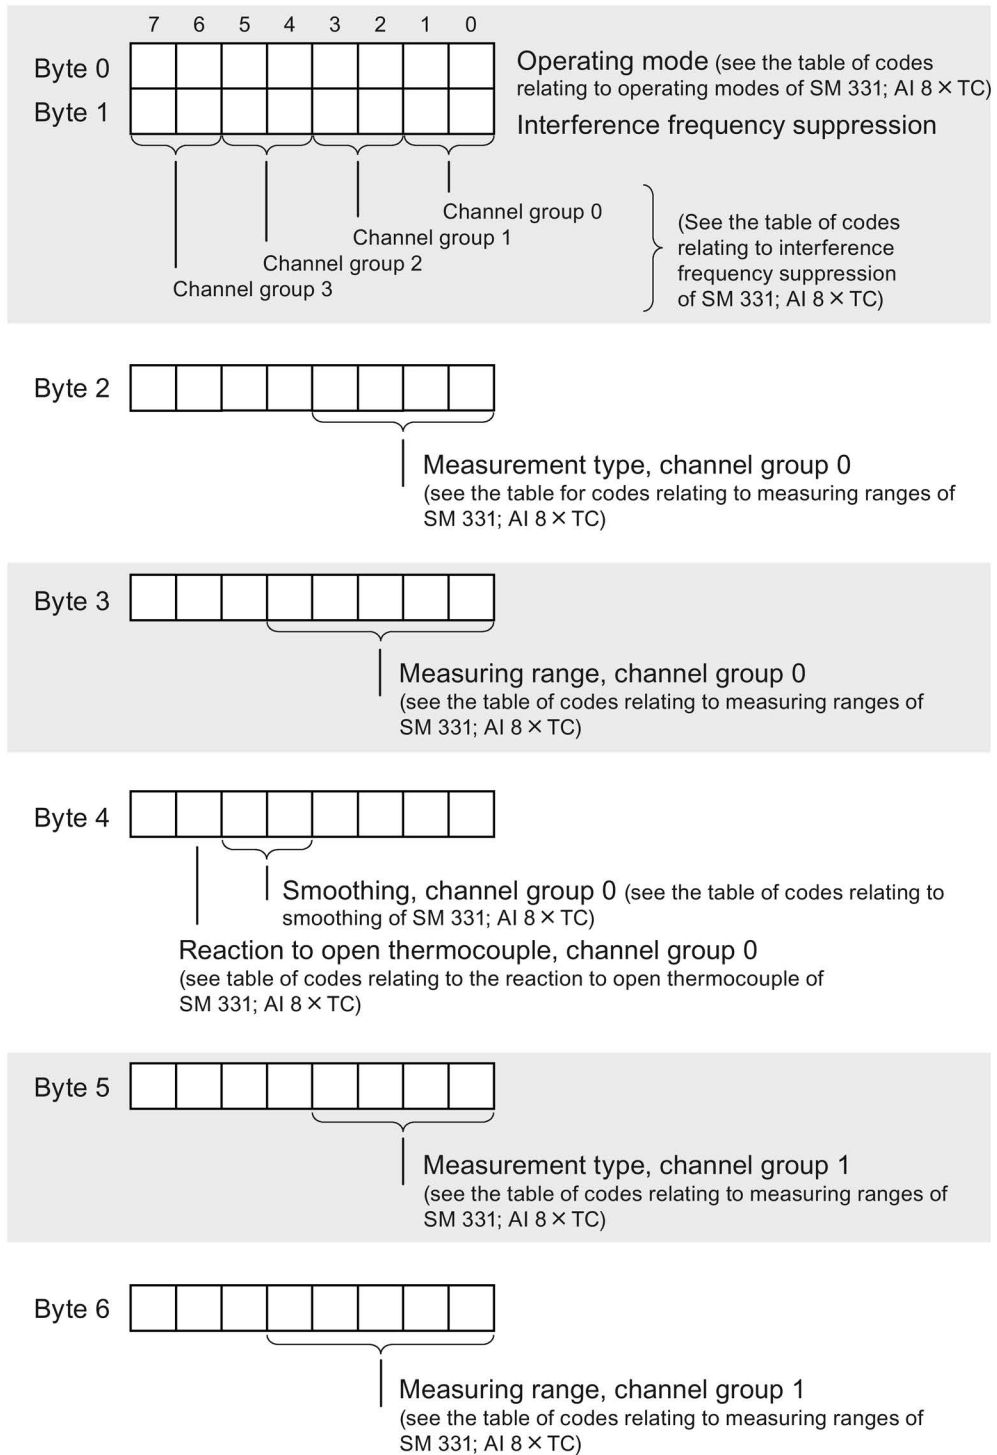 7 6 5 4 3 2 1 0
Byte 0
Operating mode (see the table of codes
relating to operating modes of SM 331; AI 8 × TC)
Byte 1
Interference frequency suppression
Channel group 0
Channel group 1
Channel group 2
Channel group 3
(See the table of codes
relating to interference
frequency suppression
of SM 331; AI 8 × TC)
Byte 2
Measurement type, channel group 0
(see the table for codes relating to measuring ranges of
SM 331; AI 8 × TC)
Byte 3
Measuring range, channel group 0
(see the table of codes relating to measuring ranges of
SM 331; AI 8 × TC)
Byte 4
Smoothing, channel group 0 (see the table of codes relating to
smoothing of SM 331; AI 8 × TC)
Reaction to open thermocouple, channel group 0
(see table of codes relating to the reaction to open thermocouple of
SM 331; AI 8 × TC)
Byte 5
Measurement type, channel group 1
(see the table of codes relating to measuring ranges of
SM 331; AI 8 × TC)
Byte 6
Measuring range, channel group 1
(see the table of codes relating to measuring ranges of
SM 331; AI 8 × TC)